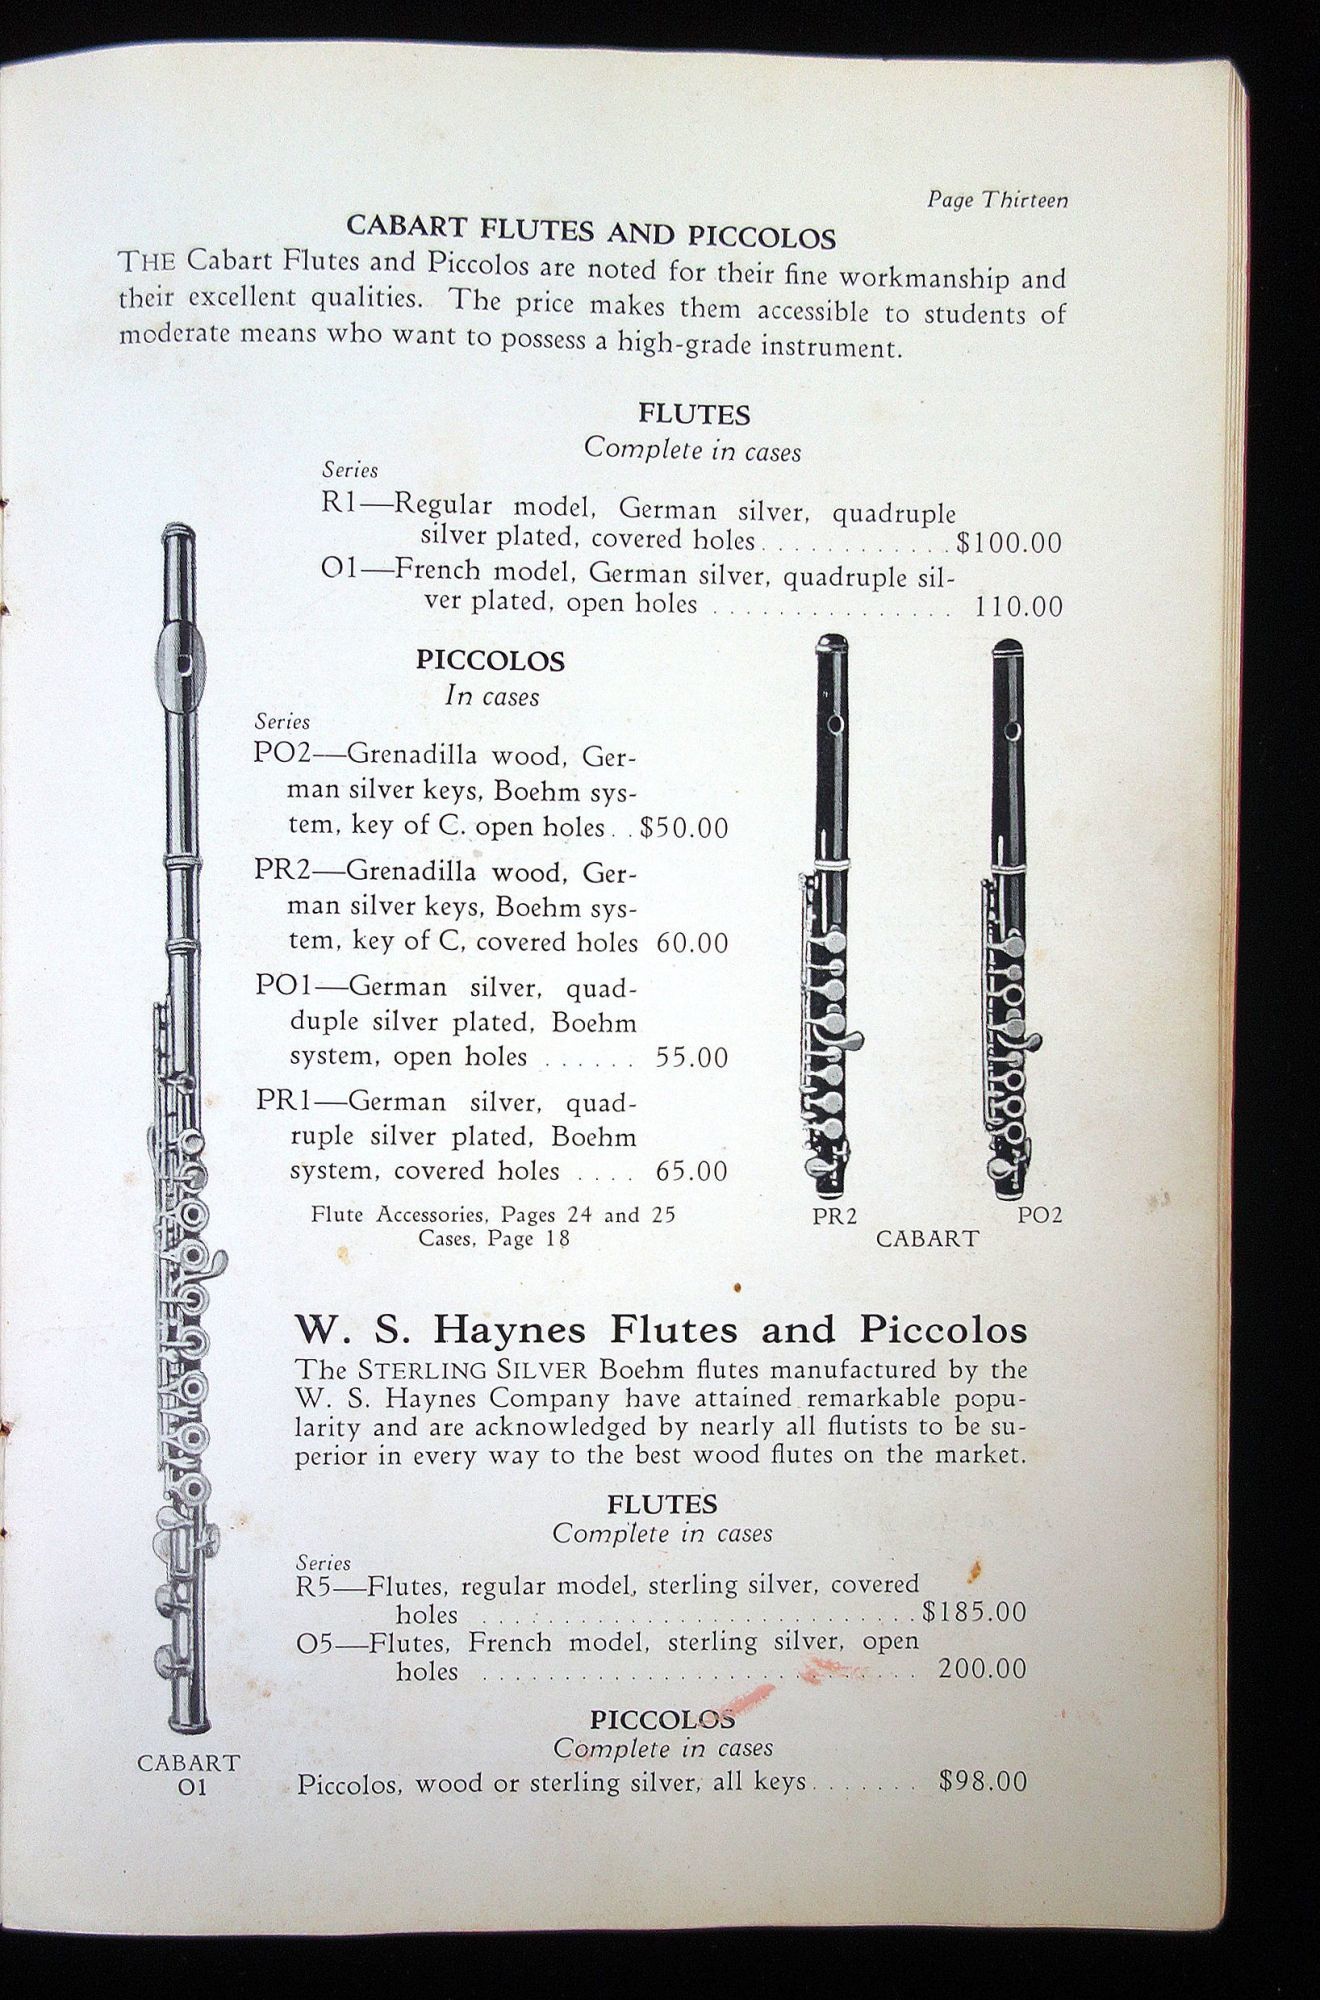 Page Thirteen
CABART FLUTES AND PICCOLOS
THE Cabart Flutes and Piccolos are noted for their fine workmanship and
their excellent qualities. The price makes them accessible to students of
moderate means who want to possess a high-grade instrument.
FLUTES
Complete in cases
Series
R1—Regular model, German silver, quadruple
silver plated, covered holes. . . . . . . . . . . . $100.00
O1—French model, German silver, quadruple sil-
ver plated, open holes . . . . . . . . . . . . . . . 110.00
PICCOLOS
In cases
Series
PO2—Grenadilla wood, Ger-
man silver keys, Boehm sys-
tem, key of C. open holes. . $50.00
PR2—Grenadilla wood, Ger-
man silver keys, Boehm sys-
tem, key of C, covered holes 60.00
PO1—German silver, quad-
duple silver plated, Boehm
system, open holes . . . . . . 55.00
PR1—German silver, quad-
ruple silver plated, Boehm
system, covered holes . . . . 65.00
Flute Accessories, Pages 24 and 25
Cases, Page 18
PR2 PO2
CABART
W. S. Haynes Flutes and Piccolos
The STERLING SILVER Boehm flutes manufactured by the
W. S. Haynes Company have attained remarkable popu-
larity and are acknowledged by nearly all flutists to be su-
perior in every way to the best wood flutes on the market.
FLUTES
Complete in cases
Series
R5—Flutes, regular model, sterling silver, covered
holes . . . . . . . . . . . . . . . . . . . . . . . . . . $185.00
O5—Flutes, French model, sterling silver, open
holes . . . . . . . . . . . . . . . . . . . . . . . . . . 200.00
PICCOLOS
Complete in cases
Piccolos, wood or sterling silver, all keys. . . . . . . $98.00
CABART
O1